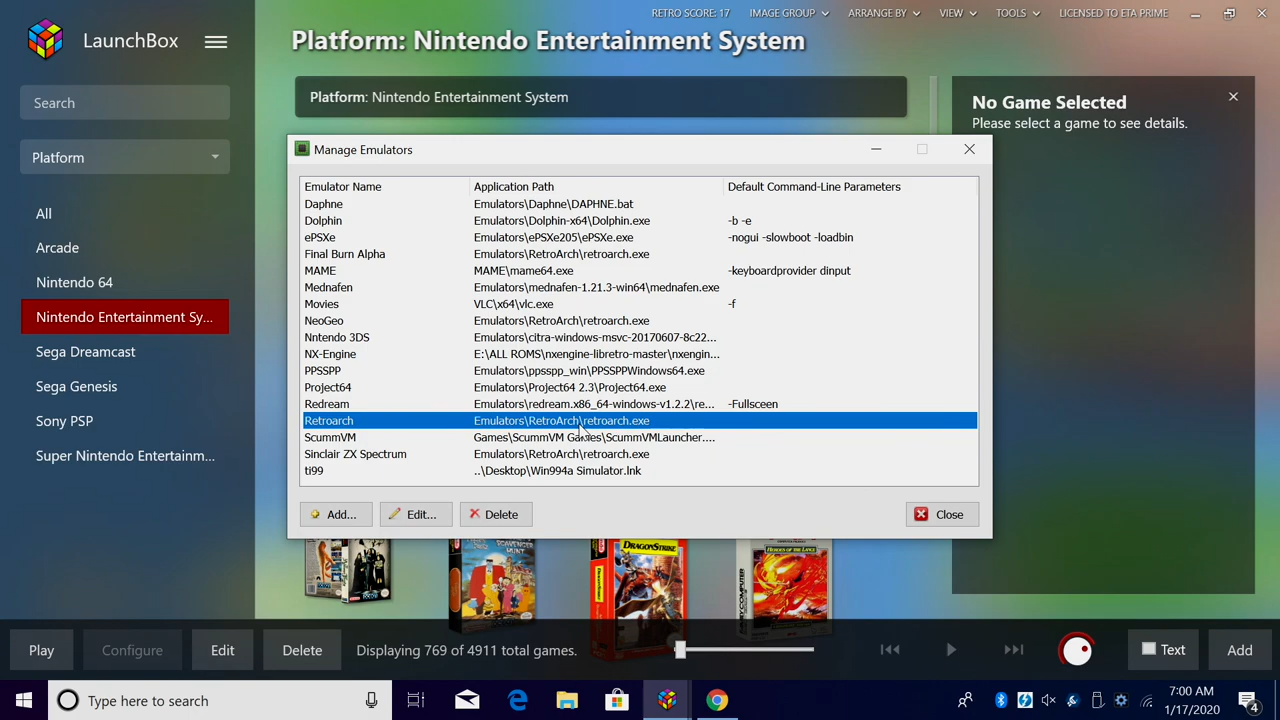 LaunchBox
RETRO SCORE: 17 IMAGE GROUP ARRANGE BY VIEW TOOLS LICENSED TO ETA PRIME
Platform: Nintendo Entertainment System
Search
Platform: Nintendo Entertainment System
No Game Selected
Please select a game to see details.
Platform
All
Arcade
Nintendo 64
Nintendo Entertainment Sy...
Sega Dreamcast
Sega Genesis
Sony PSP
Super Nintendo Entertainm...
Manage Emulators
Emulator Name Application Path Default Command-Line Parameters
Daphne Emulators\Daphne\DAPHNE.bat
Dolphin Emulators\Dolphin-x64\Dolphin.exe -b -e
ePSXe Emulators\ePSXe205\ePSXe.exe -nogui -slowboot -loadbin
Final Burn Alpha Emulators\RetroArch\retroarch.exe
MAME MAME\mame64.exe -keyboardprovider dinput
Mednafen Emulators\mednafen-1.21.3-win64\mednafen.exe
Movies VLC\x64\vlc.exe -f
NeoGeo Emulators\RetroArch\retroarch.exe
Nntendo 3DS Emulators\citra-windows-msvc-20170607-8c22...
NX-Engine E:\ALL ROMS\nxengine-libretro-master\nxengin...
PPSSPP Emulators\ppsspp_win\PPSSPPWindows64.exe
Project64 Emulators\Project64 2.3\Project64.exe
Redream Emulators\redream.x86_64-windows-v1.2.2\re... -Fullsceen
Retroarch Emulators\RetroArch\retroarch.exe
ScummVM Games\ScummVM Games\ScummVMLauncher....
Sinclair ZX Spectrum Emulators\RetroArch\retroarch.exe
ti99 ..\Desktop\Win994a Simulator.lnk
Add... Edit... Delete Close
SCAVENGER HUNT
DRAGONSTRIKE
HEROES OF THE LANCE
Play Configure Edit Delete Displaying 769 of 4911 total games. Text Add
Type here to search
7:00 AM
1/17/2020
4